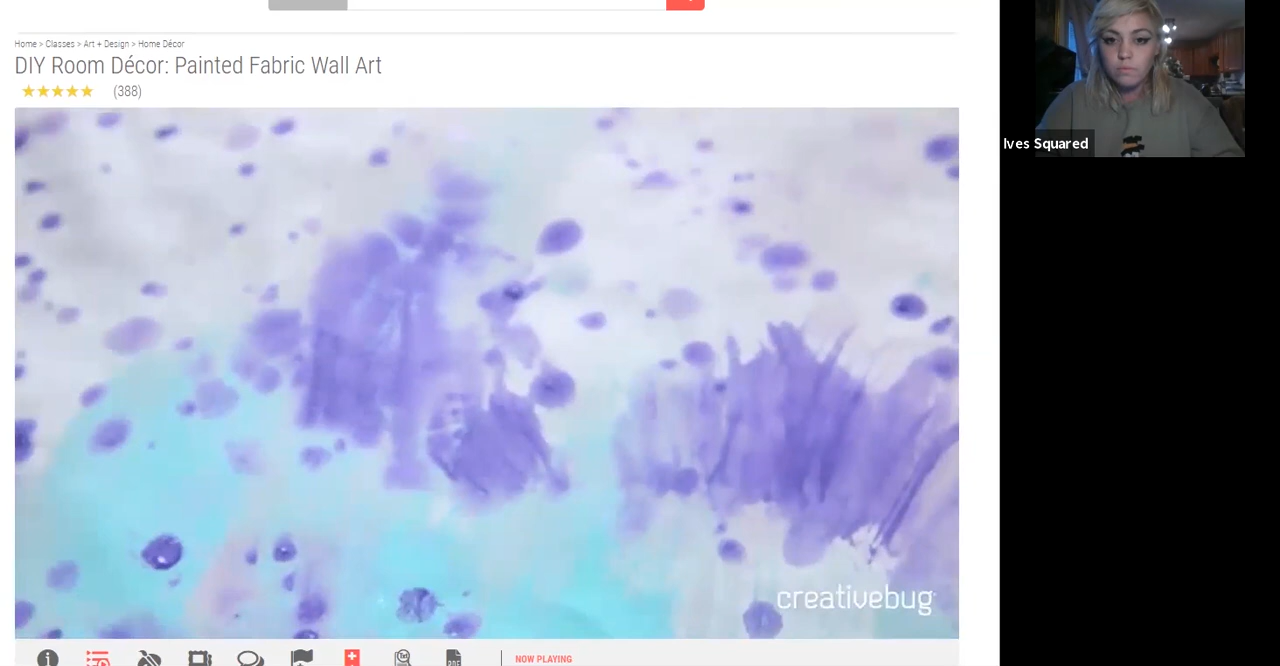 Home > Classes > Art + Design > Home Décor
DIY Room Décor: Painted Fabric Wall Art
(388)
Ives Squared
creativebug
NOW PLAYING